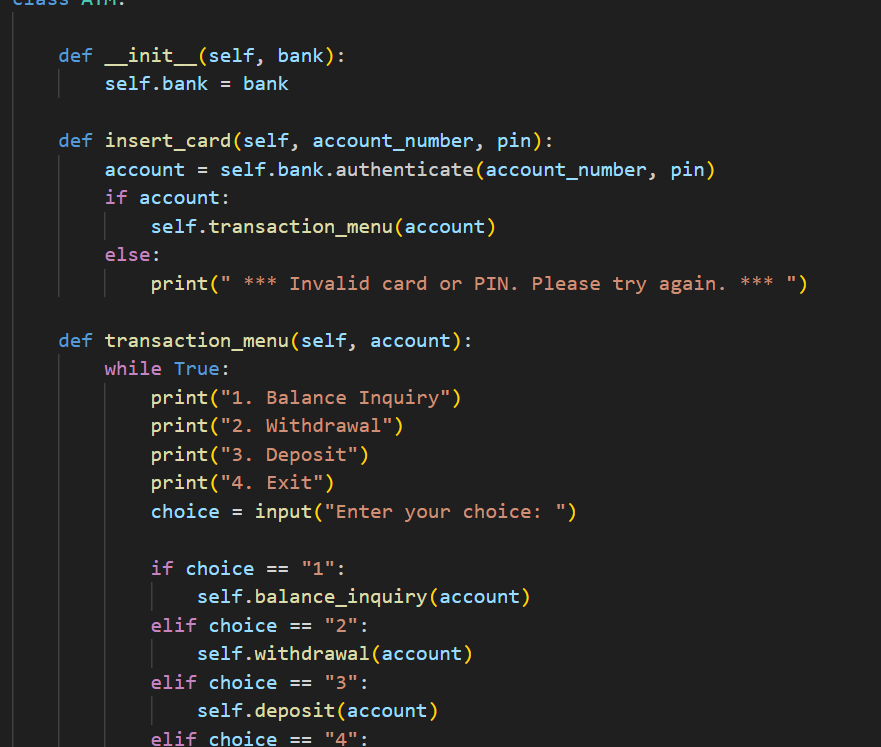 class ATM:
def __init__(self, bank):
self.bank = bank
def insert_card(self, account_number, pin):
account = self.bank.authenticate(account_number, pin)
if account:
self.transaction_menu(account)
else:
print(" *** Invalid card or PIN. Please try again. *** ")
def transaction_menu(self, account):
while True:
print("1. Balance Inquiry")
print("2. Withdrawal")
print("3. Deposit")
print("4. Exit")
choice = input("Enter your choice: ")
if choice == "1":
self.balance_inquiry(account)
elif choice == "2":
self.withdrawal(account)
elif choice == "3":
self.deposit(account)
elif choice == "4":